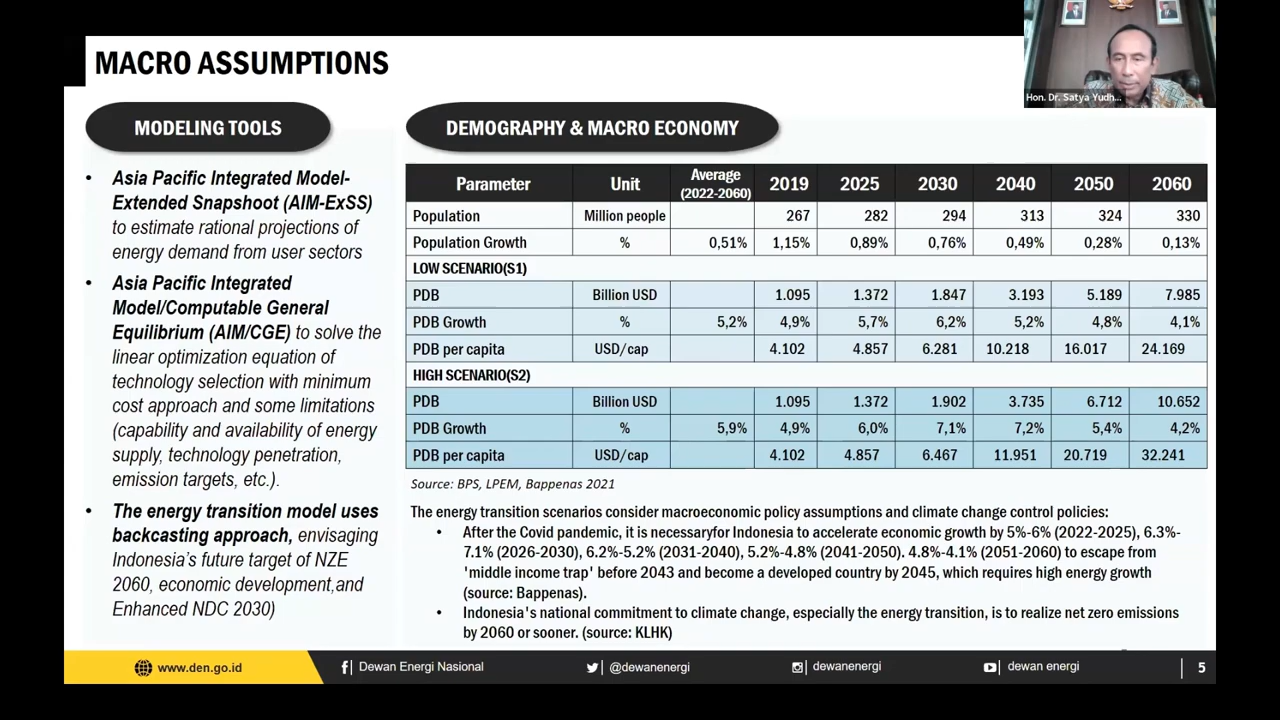 MACRO ASSUMPTIONS
Hon. Dr. Satya Yudh...
MODELING TOOLS
• Asia Pacific Integrated Model-
Extended Snapshoot (AIM-ExSS)
to estimate rational projections of
energy demand from user sectors
• Asia Pacific Integrated
Model/Computable General
Equilibrium (AIM/CGE) to solve the
linear optimization equation of
technology selection with minimum
cost approach and some limitations
(capability and availability of energy
supply, technology penetration,
emission targets, etc.).
• The energy transition model uses
backcasting approach, envisaging
Indonesia's future target of NZE
2060, economic development,and
Enhanced NDC 2030)
DEMOGRAPHY & MACRO ECONOMY
Parameter Unit Average (2022-2060) 2019 2025 2030 2040 2050 2060
Population Million people 267 282 294 313 324 330
Population Growth % 0,51% 1,15% 0,89% 0,76% 0,49% 0,28% 0,13%
LOW SCENARIO(S1)
PDB Billion USD 1.095 1.372 1.847 3.193 5.189 7.985
PDB Growth % 5,2% 4,9% 5,7% 6,2% 5,2% 4,8% 4,1%
PDB per capita USD/cap 4.102 4.857 6.281 10.218 16.017 24.169
HIGH SCENARIO(S2)
PDB Billion USD 1.095 1.372 1.902 3.735 6.712 10.652
PDB Growth % 5,9% 4,9% 6,0% 7,1% 7,2% 5,4% 4,2%
PDB per capita USD/cap 4.102 4.857 6.467 11.951 20.719 32.241
Source: BPS, LPEM, Bappenas 2021
The energy transition scenarios consider macroeconomic policy assumptions and climate change control policies:
• After the Covid pandemic, it is necessaryfor Indonesia to accelerate economic growth by 5%-6% (2022-2025), 6.3%-
7.1% (2026-2030), 6.2%-5.2% (2031-2040), 5.2%-4.8% (2041-2050). 4.8%-4.1% (2051-2060) to escape from
'middle income trap' before 2043 and become a developed country by 2045, which requires high energy growth
(source: Bappenas).
• Indonesia's national commitment to climate change, especially the energy transition, is to realize net zero emissions
by 2060 or sooner. (source: KLHK)
www.den.go.id
Dewan Energi Nasional
@dewanenergi
dewanenergi
dewan energi
5